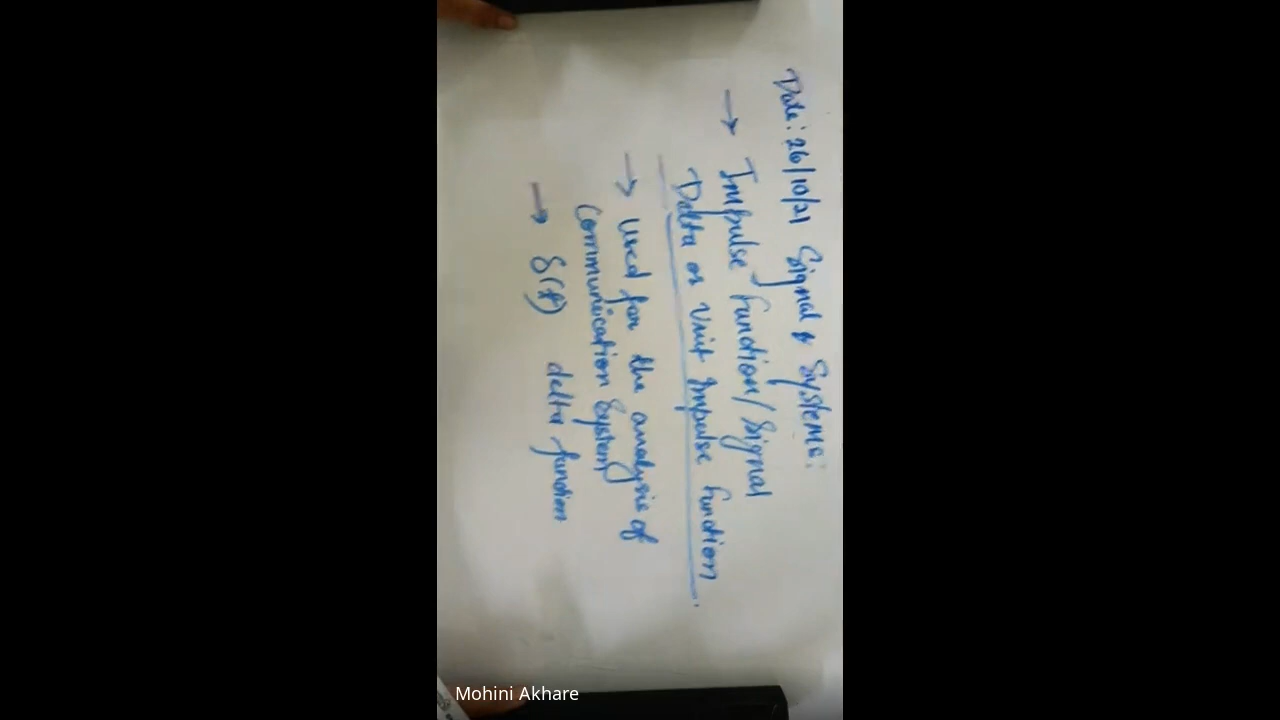 Date: 26/10/21 Signal & Systems:
→ Impulse function/Signal
Delta or Unit Impulse function.
→ Used for the analysis of
Communication System
→ δ(t) delta function
Mohini Akhare